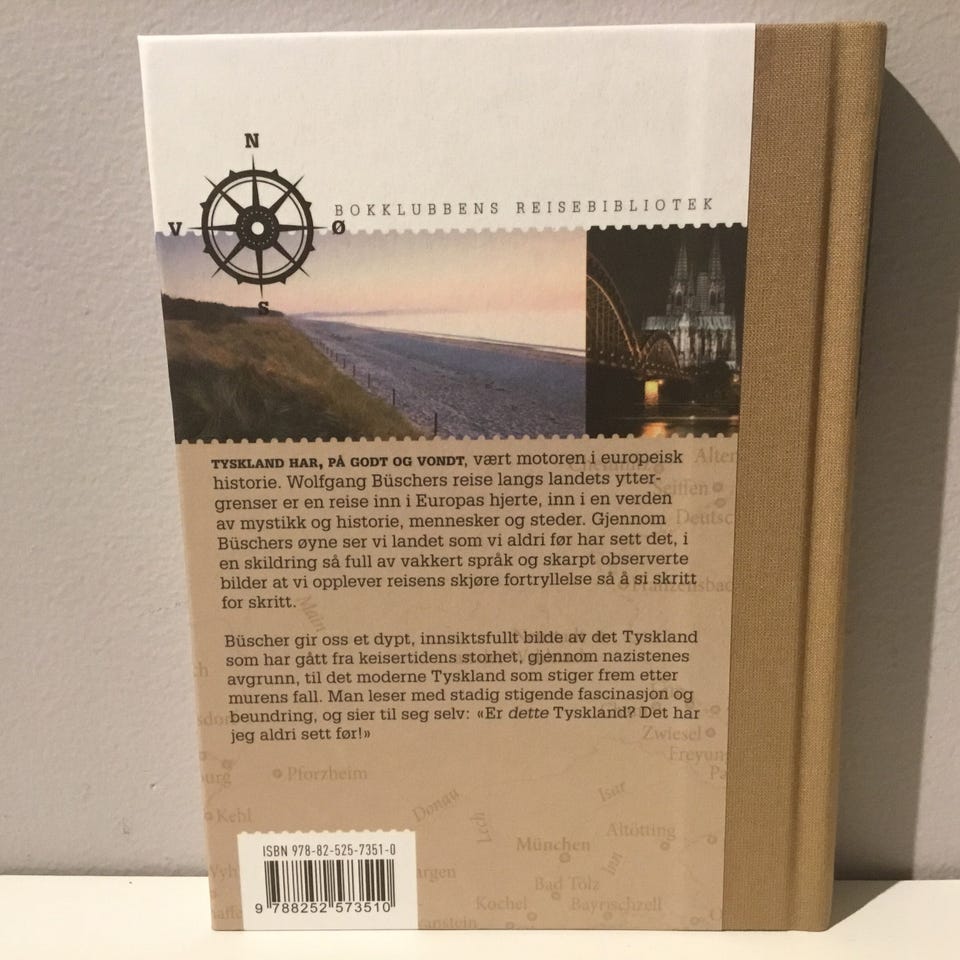 N
BOKKLUBBENS REISEBIBLIOTEK
V
Ø
S
TYSKLAND HAR, PÅ GODT OG VONDT, vært motoren i europeisk
historie. Wolfgang Büschers reise langs landets ytter-
grenser er en reise inn i Europas hjerte, inn i en verden
av mystikk og historie, mennesker og steder. Gjennom
Büschers øyne ser vi landet som vi aldri før har sett det, i
en skildring så full av vakkert språk og skarpt observerte
bilder at vi opplever reisens skjøre fortryllelse så å si skritt
for skritt.
Büscher gir oss et dypt, innsiktsfullt bilde av det Tyskland
som har gått fra keisertidens storhet, gjennom nazistenes
avgrunn, til det moderne Tyskland som stiger frem etter
murens fall. Man leser med stadig stigende fascinasjon og
beundring, og sier til seg selv: «Er dette Tyskland? Det har
jeg aldri sett før!»
Alten
Seiffen
Deutsc
Franzensbad
Main
Zwiesel
Freyun
Pforzheim
Donau
Isar
Kehl
Lech
Altötting
München
Inn
Bad Tölz
Kochel
Bayrischzell
ISBN 978-82-525-7351-0
9 788252 573510